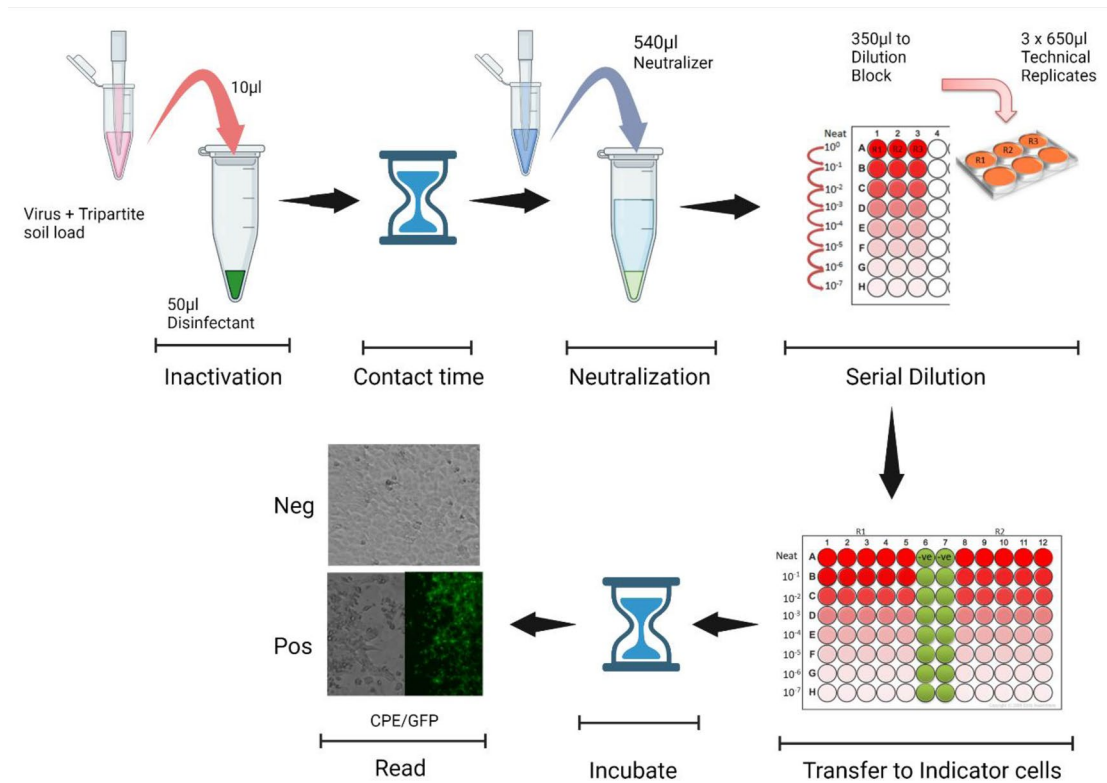 10µl
Virus + Tripartite
soil load
50µl
Disinfectant
Inactivation
Contact time
540µl
Neutralizer
Neutralization
350µl to
Dilution
Block
3 x 650µl
Technical
Replicates
Neat
1 2 3 4
10⁰ A R1 R2 R3
10⁻¹ B
10⁻² C
10⁻³ D
10⁻⁴ E
10⁻⁵ F
10⁻⁶ G
10⁻⁷ H
R1 R2 R3
Serial Dilution
R1 R2
1 2 3 4 5 6 7 8 9 10 11 12
Neat A -ve -ve
10⁻¹ B
10⁻² C
10⁻³ D
10⁻⁴ E
10⁻⁵ F
10⁻⁶ G
10⁻⁷ H
Transfer to Indicator cells
Incubate
Neg
Pos
CPE/GFP
Read